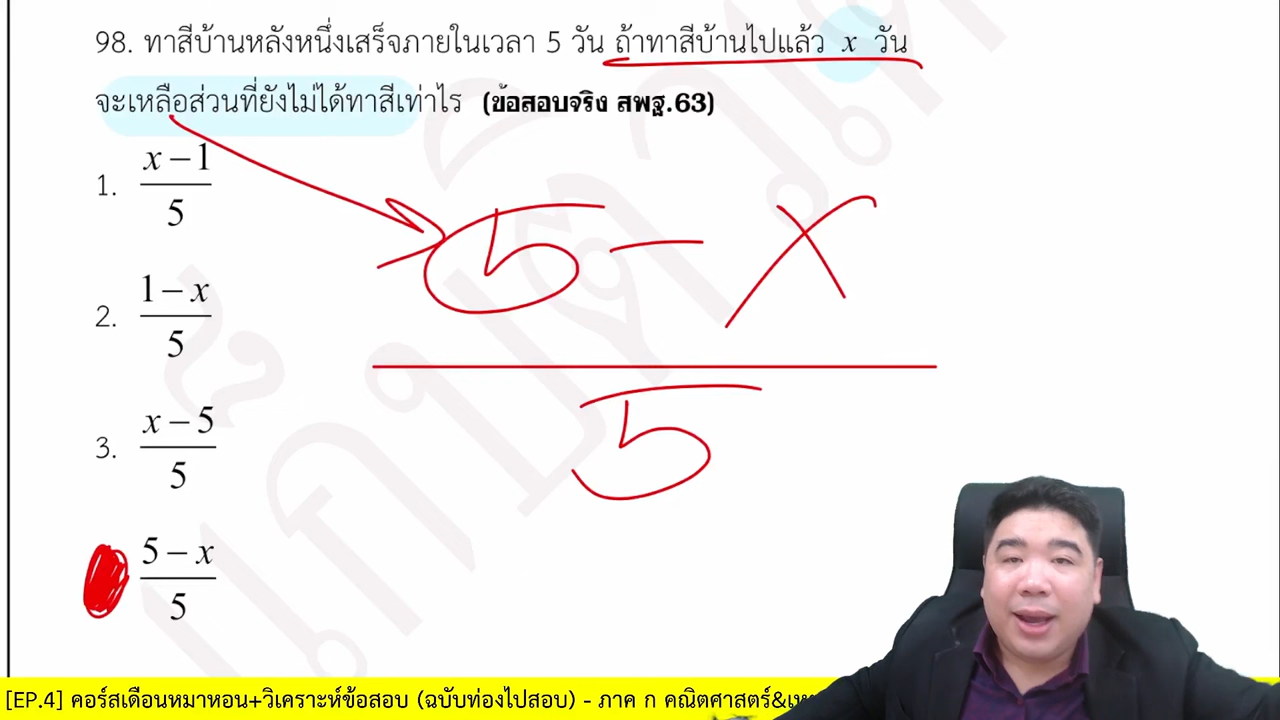 98. ทาสีบ้านหลังหนึ่งเสร็จภายในเวลา 5 วัน ถ้าทาสีบ้านไปแล้ว x วัน
จะเหลือส่วนที่ยังไม่ได้ทาสีเท่าไร (ข้อสอบจริง สพฐ.63)
1. x – 1
5
2. 1 – x
5
3. x – 5
5
5 – x
5
5 – x
5
[EP.4] คอร์สเดือนหมาหอน+วิเคราะห์ข้อสอบ (ฉบับท่องไปสอบ) - ภาค ก คณิตศาสตร์&